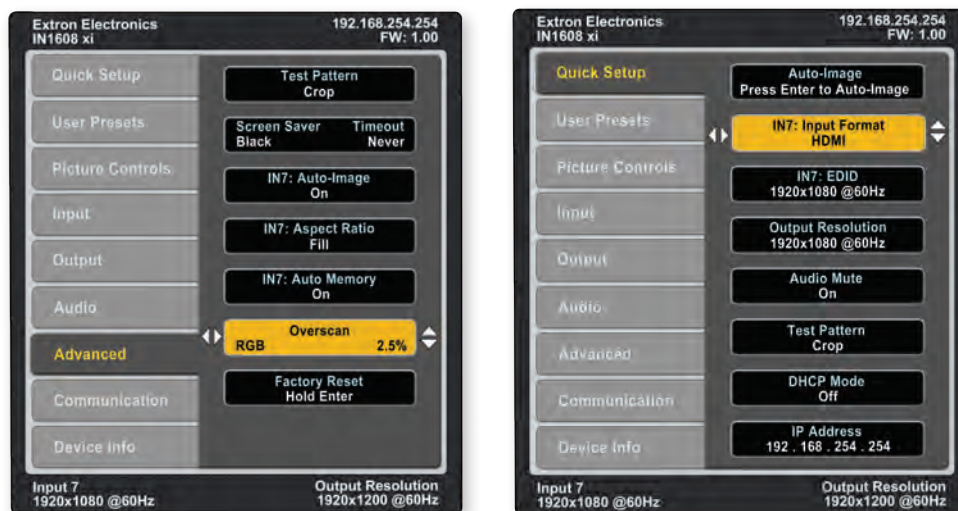 Extron Electronics
IN1608 xi
192.168.254.254
FW: 1.00
Quick Setup
User Presets
Picture Controls
Input
Output
Audio
Advanced
Communication
Device Info
Test Pattern
Crop
Screen Saver Timeout
Black Never
IN7: Auto-Image
On
IN7: Aspect Ratio
Fill
IN7: Auto Memory
On
Overscan
RGB 2.5%
Factory Reset
Hold Enter
Input 7
1920x1080 @60Hz
Output Resolution
1920x1200 @60Hz
Extron Electronics
IN1608 xi
192.168.254.254
FW: 1.00
Quick Setup
User Presets
Picture Controls
Input
Output
Audio
Advanced
Communication
Device Info
Auto-Image
Press Enter to Auto-Image
IN7: Input Format
HDMI
IN7: EDID
1920x1080 @60Hz
Output Resolution
1920x1080 @60Hz
Audio Mute
On
Test Pattern
Crop
DHCP Mode
Off
IP Address
192 . 168 . 254 . 254
Input 7
1920x1080 @60Hz
Output Resolution
1920x1200 @60Hz